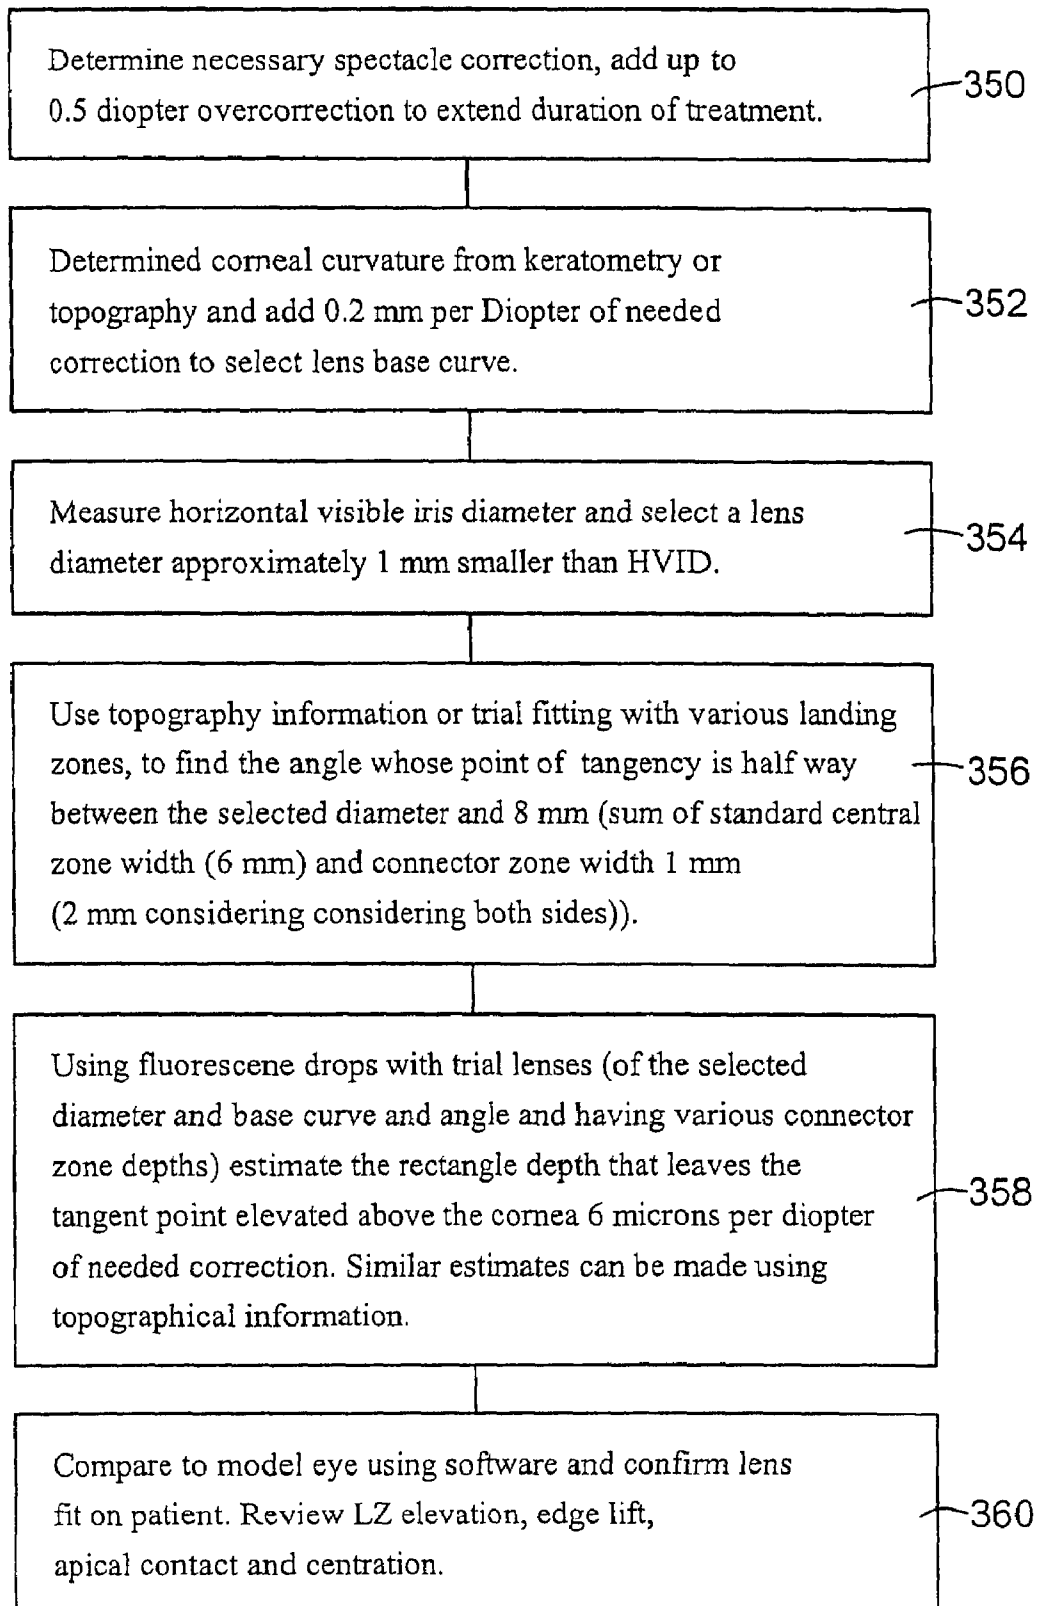 Determine necessary spectacle correction, add up to
0.5 diopter overcorrection to extend duration of treatment.
350
Determined corneal curvature from keratometry or
topography and add 0.2 mm per Diopter of needed
correction to select lens base curve.
352
Measure horizontal visible iris diameter and select a lens
diameter approximately 1 mm smaller than HVID.
354
Use topography information or trial fitting with various landing
zones, to find the angle whose point of tangency is half way
between the selected diameter and 8 mm (sum of standard central
zone width (6 mm) and connector zone width 1 mm
(2 mm considering considering both sides)).
356
Using fluorescene drops with trial lenses (of the selected
diameter and base curve and angle and having various connector
zone depths) estimate the rectangle depth that leaves the
tangent point elevated above the cornea 6 microns per diopter
of needed correction. Similar estimates can be made using
topographical information.
358
Compare to model eye using software and confirm lens
fit on patient. Review LZ elevation, edge lift,
apical contact and centration.
360